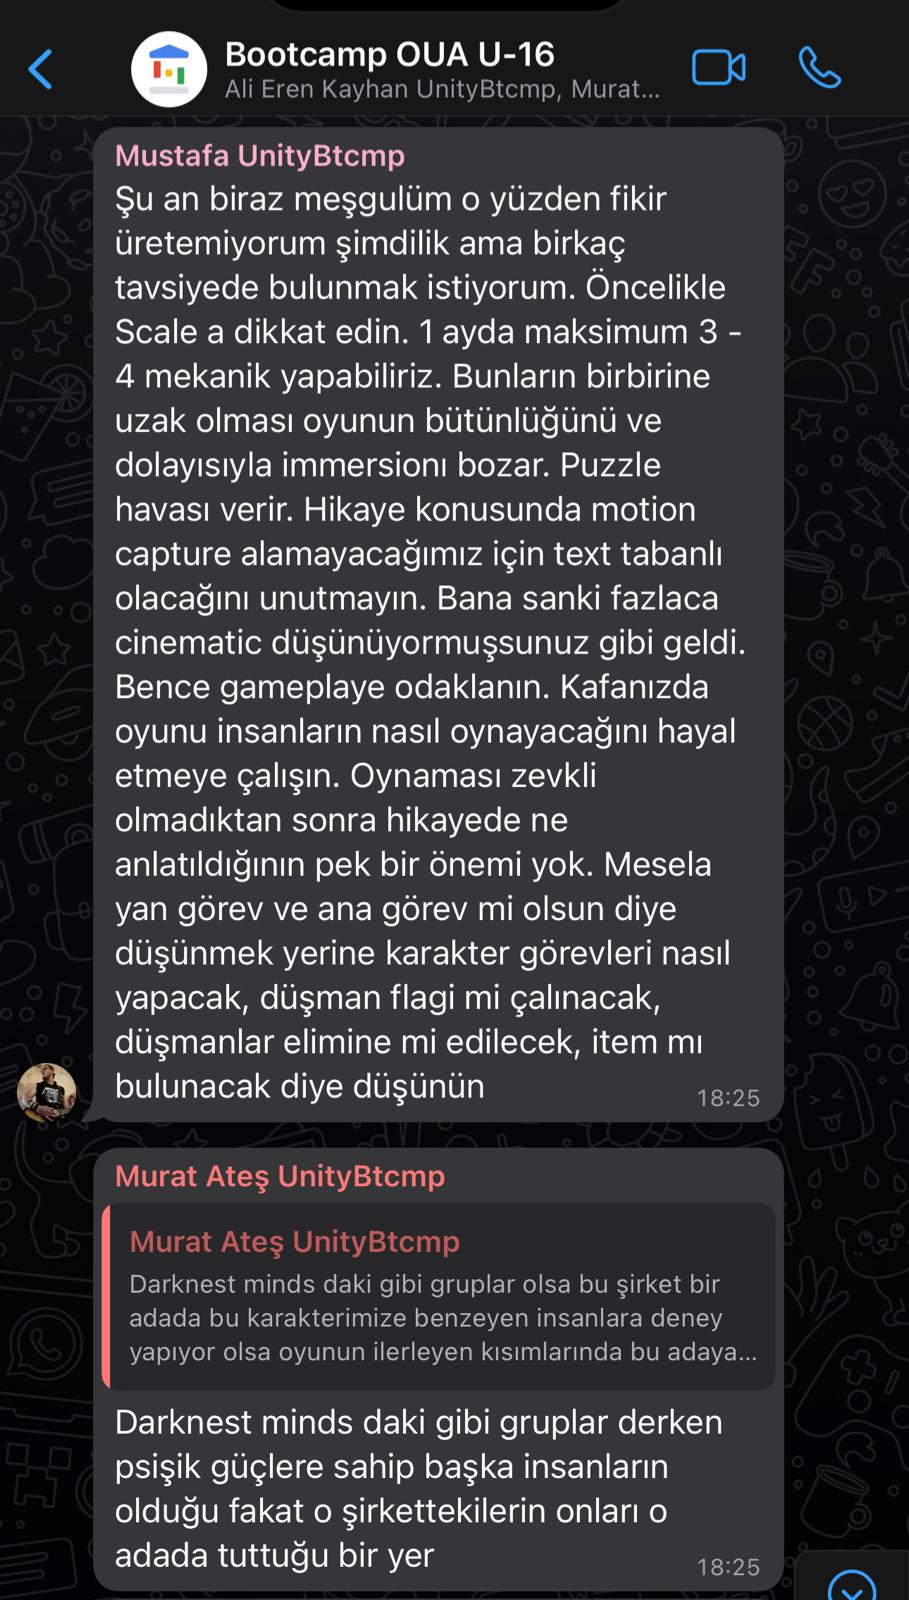 Bootcamp OUA U-16
Ali Eren Kayhan UnityBtcmp, Murat...
Mustafa UnityBtcmp
Şu an biraz meşgulüm o yüzden fikir
üretemiyorum şimdilik ama birkaç
tavsiyede bulunmak istiyorum. Öncelikle
Scale a dikkat edin. 1 ayda maksimum 3 -
4 mekanik yapabiliriz. Bunların birbirine
uzak olması oyunun bütünlüğünü ve
dolayısıyla immersionı bozar. Puzzle
havası verir. Hikaye konusunda motion
capture alamayacağımız için text tabanlı
olacağını unutmayın. Bana sanki fazlaca
cinematic düşünüyormuşsunuz gibi geldi.
Bence gameplaye odaklanın. Kafanızda
oyunu insanların nasıl oynayacağını hayal
etmeye çalışın. Oynaması zevkli
olmadıktan sonra hikayede ne
anlatıldığının pek bir önemi yok. Mesela
yan görev ve ana görev mi olsun diye
düşünmek yerine karakter görevleri nasıl
yapacak, düşman flagi mi çalınacak,
düşmanlar elimine mi edilecek, item mı
bulunacak diye düşünün
18:25
Murat Ateş UnityBtcmp
Murat Ateş UnityBtcmp
Darknest minds daki gibi gruplar olsa bu şirket bir
adada bu karakterimize benzeyen insanlara deney
yapıyor olsa oyunun ilerleyen kısımlarında bu adaya...
Darknest minds daki gibi gruplar derken
psişik güçlere sahip başka insanların
olduğu fakat o şirkettekilerin onları o
adada tuttuğu bir yer
18:25